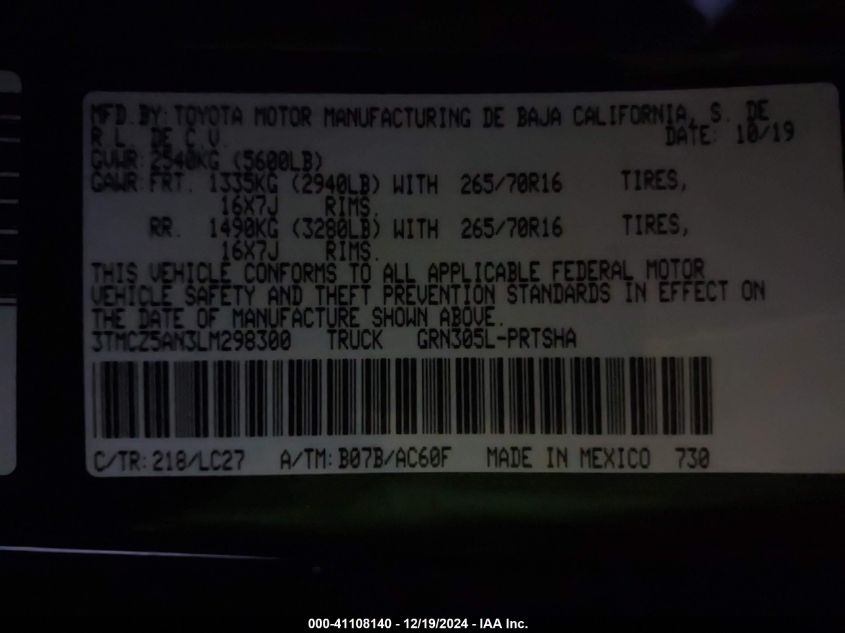 MFD. BY: TOYOTA MOTOR MANUFACTURING DE BAJA CALIFORNIA, S. DE
R.L. DE C.V. DATE: 10/19
GVWR 2540KG (5600LB)
GAWR FRT. 1335KG (2940LB) WITH 265/70R16 TIRES,
16X7J RIMS.
RR. 1490KG (3280LB) WITH 265/70R16 TIRES,
16X7J RIMS.
THIS VEHICLE CONFORMS TO ALL APPLICABLE FEDERAL MOTOR
VEHICLE SAFETY AND THEFT PREVENTION STANDARDS IN EFFECT ON
THE DATE OF MANUFACTURE SHOWN ABOVE.
3TMCZ5AN3LM298300 TRUCK GRN305L-PRTSHA
C/TR: 218/LC27 A/TM: B07B/AC60F MADE IN MEXICO 730
000-41108140 - 12/19/2024 - IAA Inc.